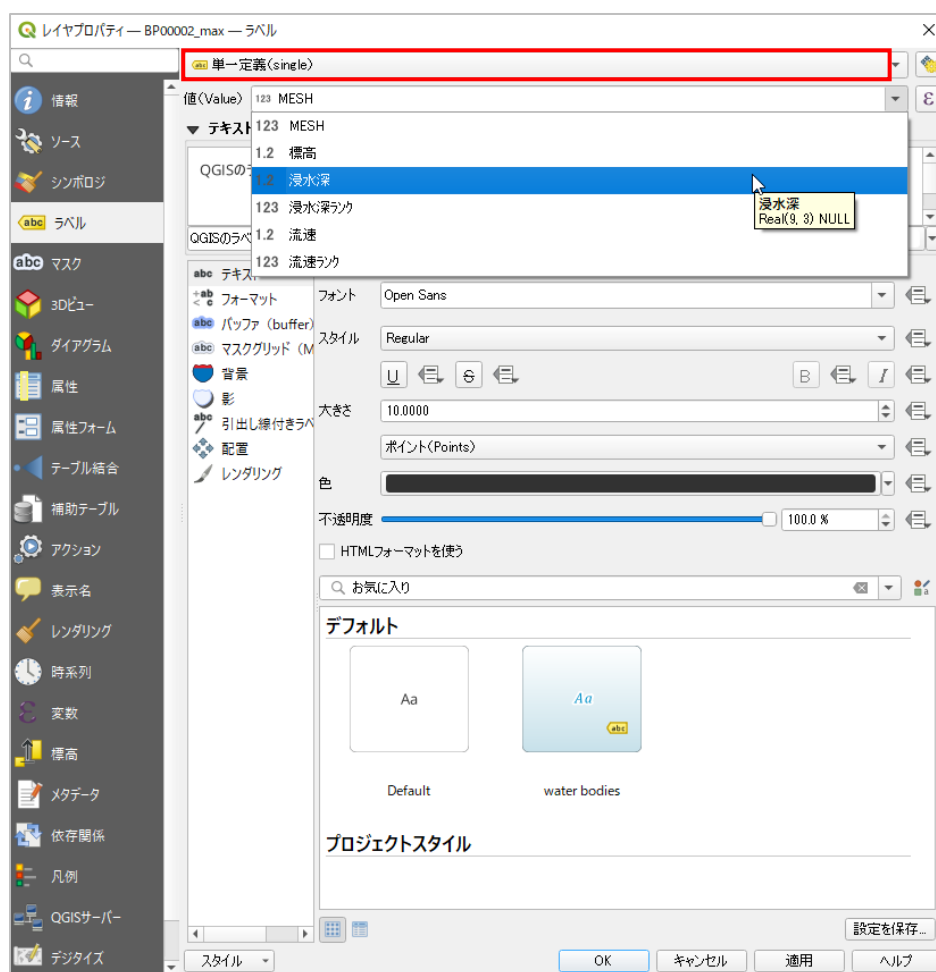 レイヤプロパティ — BP00002_max — ラベル
単一定義(single)
値(Value) 123 MESH
123 MESH
1.2 標高
1.2 浸水深
123 浸水深ランク
1.2 流速
123 流速ランク
浸水深
Real(9, 3) NULL
情報
ソース
シンボロジ
abc ラベル
abc マスク
3Dビュー
ダイアグラム
属性
属性フォーム
テーブル結合
補助テーブル
アクション
表示名
レンダリング
時系列
変数
標高
メタデータ
依存関係
凡例
QGISサーバー
デジタイズ
▼ テキスト
QGISの
QGISのラベ
abc テキスト
フォーマット
abc バッファ (buffer)
abc マスクグリッド (M
背景
影
引出し線付きラベ
配置
レンダリング
フォント Open Sans
スタイル Regular
U S B I
大きさ 10.0000
ポイント(Points)
色
不透明度 100.0 %
HTMLフォーマットを使う
お気に入り
デフォルト
Aa Aa
abc
Default water bodies
プロジェクトスタイル
設定を保存...
スタイル OK キャンセル 適用 ヘルプ